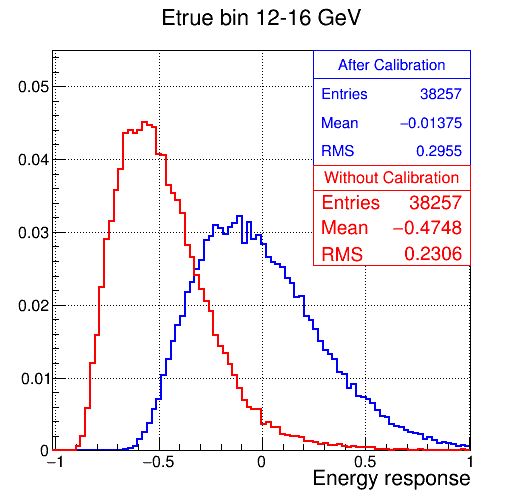 Etrue bin 12-16 GeV
After Calibration
Entries 38257
Mean −0.01375
RMS 0.2955
Without Calibration
Entries 38257
Mean −0.4748
RMS 0.2306
0.05
0.04
0.03
0.02
0.01
0
−1 −0.5 0 0.5 1
Energy response